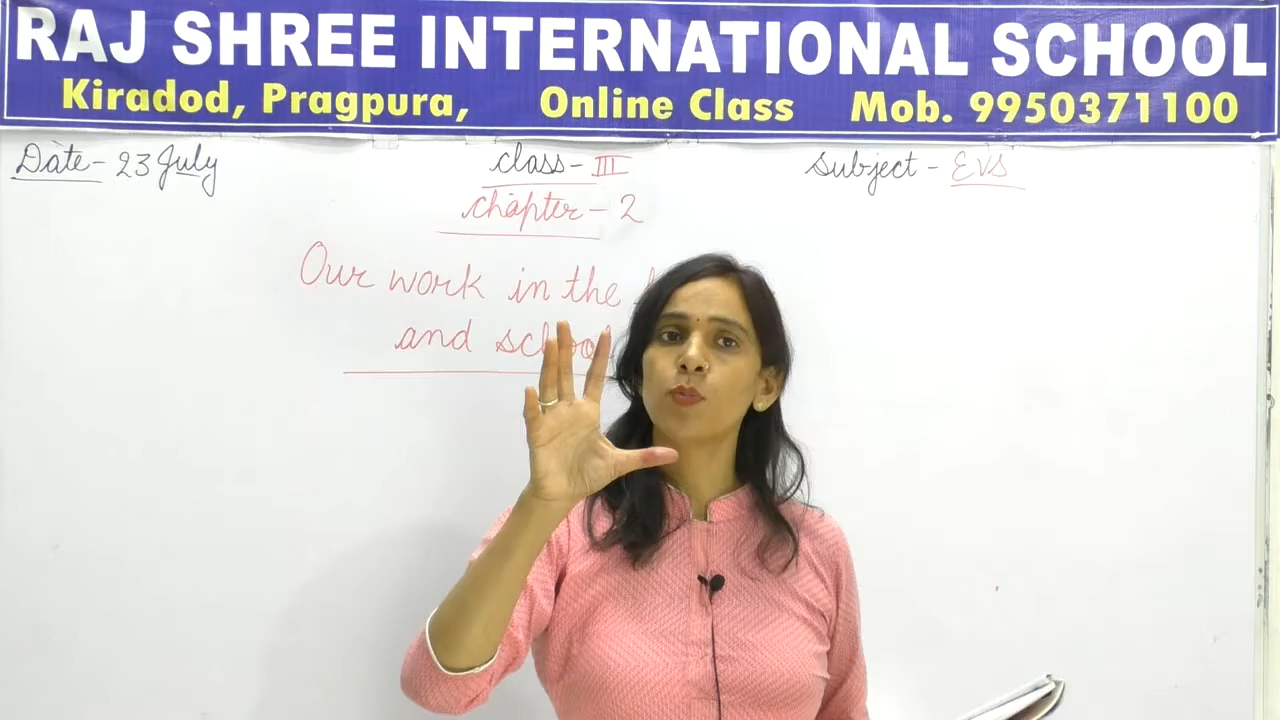 RAJ SHREE INTERNATIONAL SCHOOL
Kiradod, Pragpura, Online Class Mob. 9950371100
Date- 23 July class- III Subject- EVS
chapter- 2
Our work in the
and school